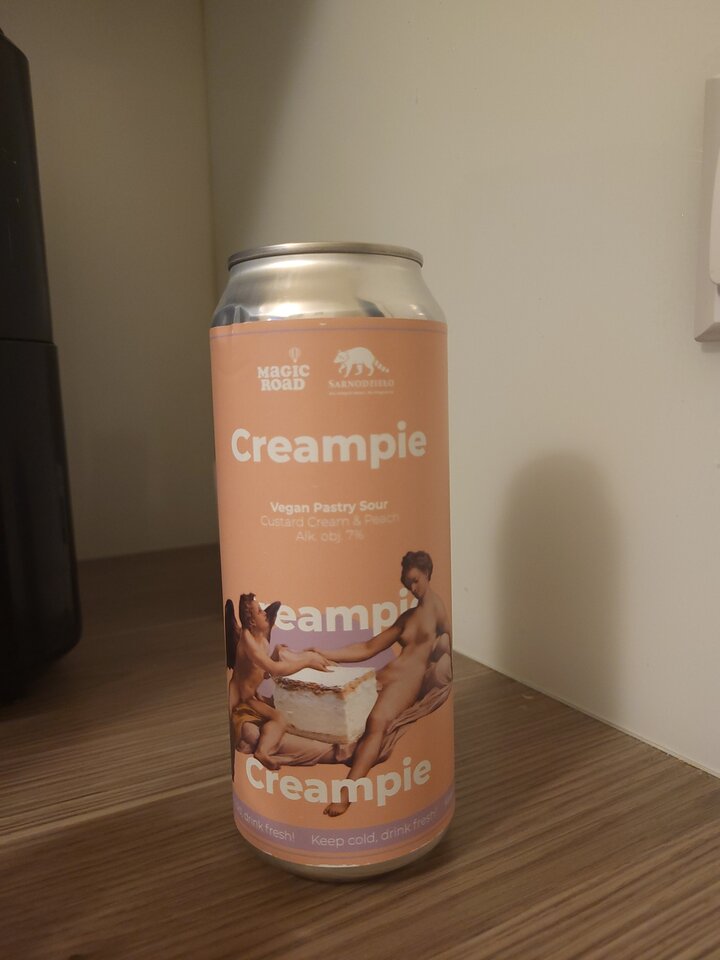 MAGIC
ROAD
SARNODZIELO
Creampie
Vegan Pastry Sour
Custard Cream & Peach
Alk. obj. 7%
reampi
Creampie
drink fresh! Keep cold, drink fresh!